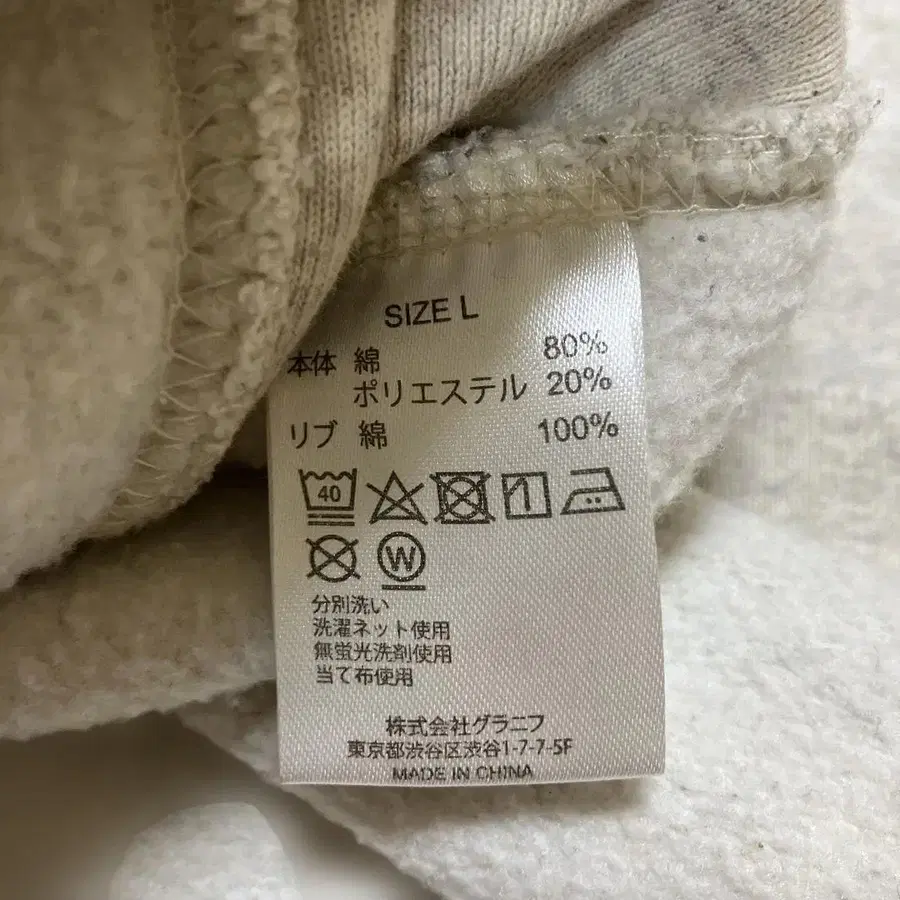 SIZE L
本体 綿 80%
ポリエステル 20%
リブ 綿 100%
40
W
分別洗い
洗濯ネット使用
無蛍光洗剤使用
当て布使用
株式会社グラニフ
東京都渋谷区渋谷1-7-7-5F
MADE IN CHINA